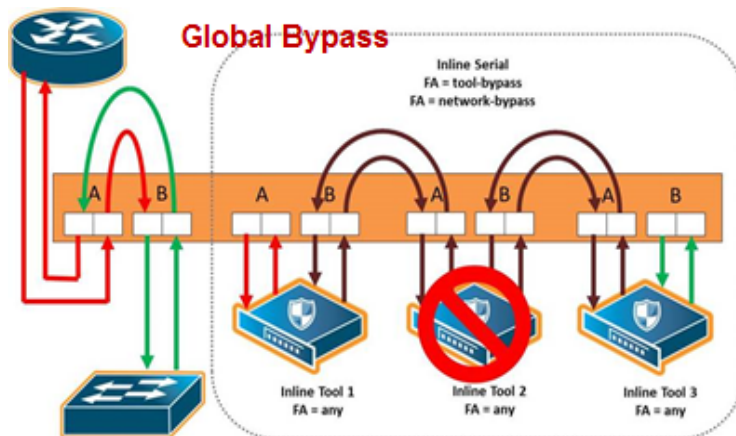 Global Bypass
Inline Serial
FA = tool-bypass
FA = network-bypass
A B A B A B A B
Inline Tool 1
FA = any
Inline Tool 2
FA = any
Inline Tool 3
FA = any